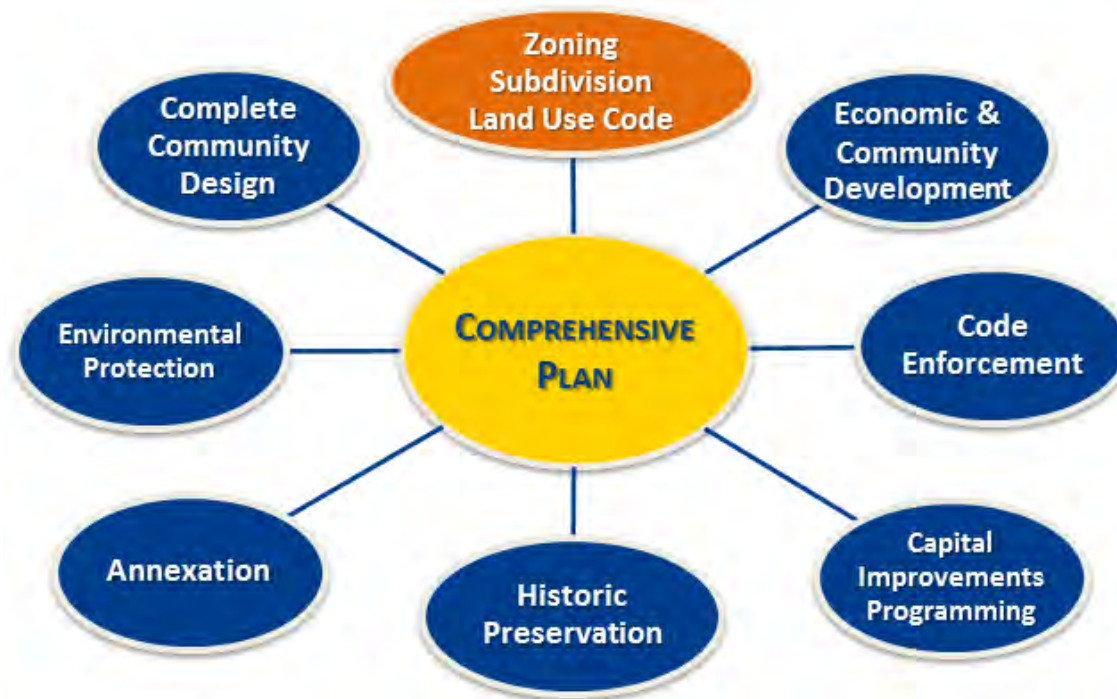 Zoning
Subdivision
Land Use Code
Complete
Community
Design
Economic &
Community
Development
Environmental
Protection
COMPREHENSIVE
PLAN
Code
Enforcement
Annexation
Historic
Preservation
Capital
Improvements
Programming